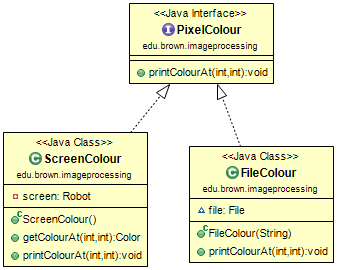 <<Java Interface>>
PixelColour
edu.brown.imageprocessing
printColourAt(int,int):void
<<Java Class>>
ScreenColour
edu.brown.imageprocessing
screen: Robot
ScreenColour()
getColourAt(int,int):Color
printColourAt(int,int):void
<<Java Class>>
FileColour
edu.brown.imageprocessing
file: File
FileColour(String)
printColourAt(int,int):void